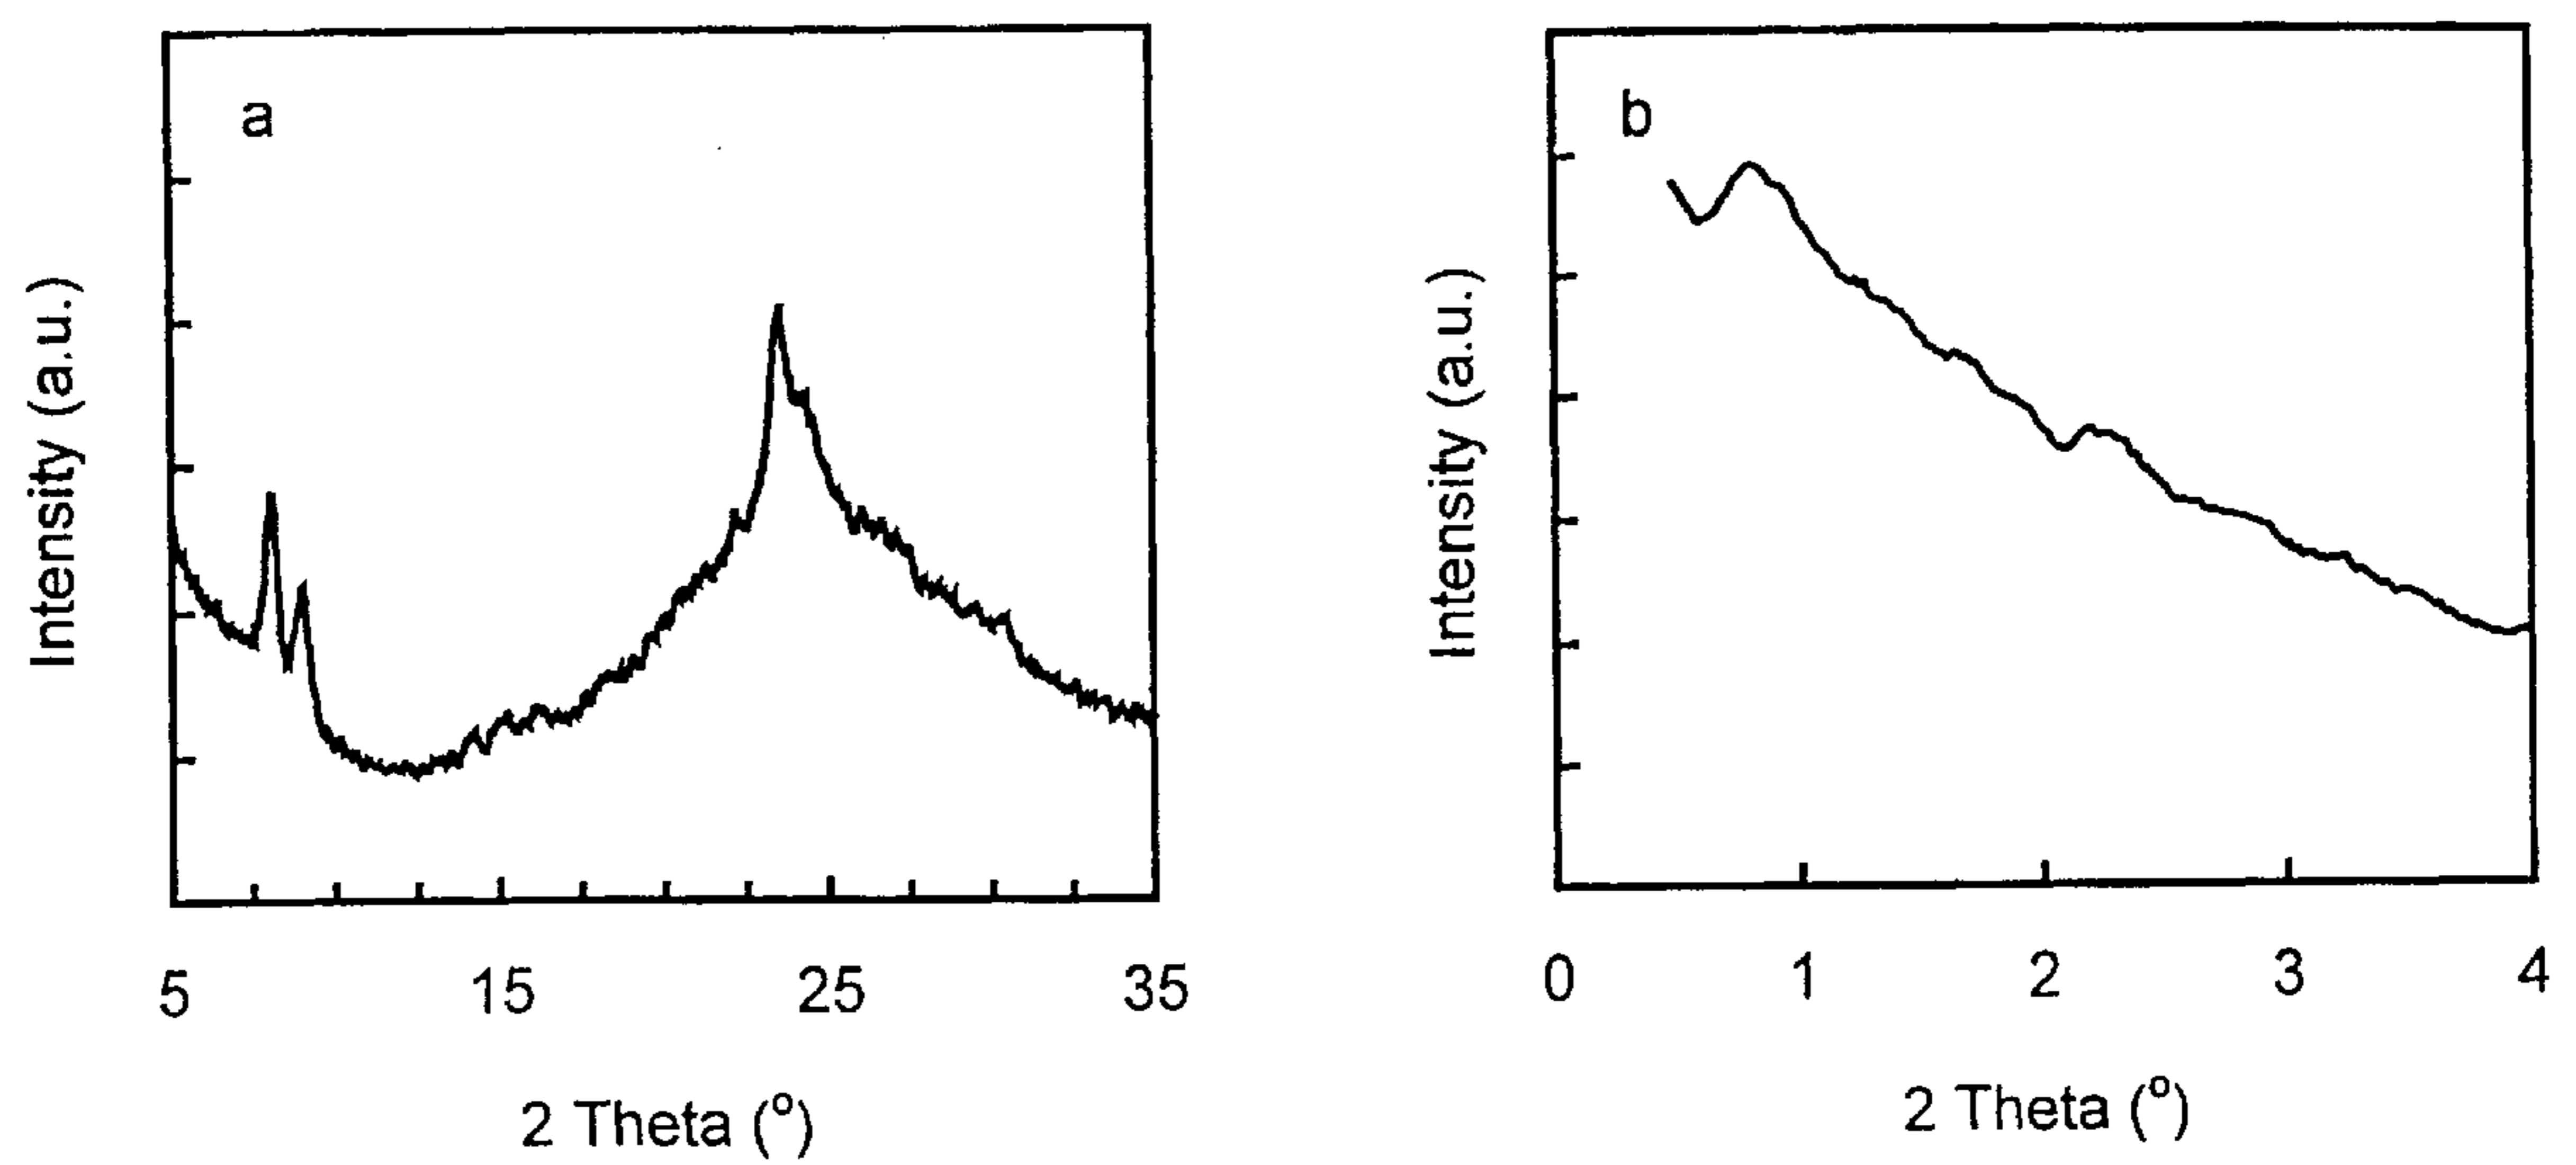 a
Intensity (a.u.)
5 15 25 35
2 Theta (°)
b
Intensity (a.u.)
0 1 2 3 4
2 Theta (°)